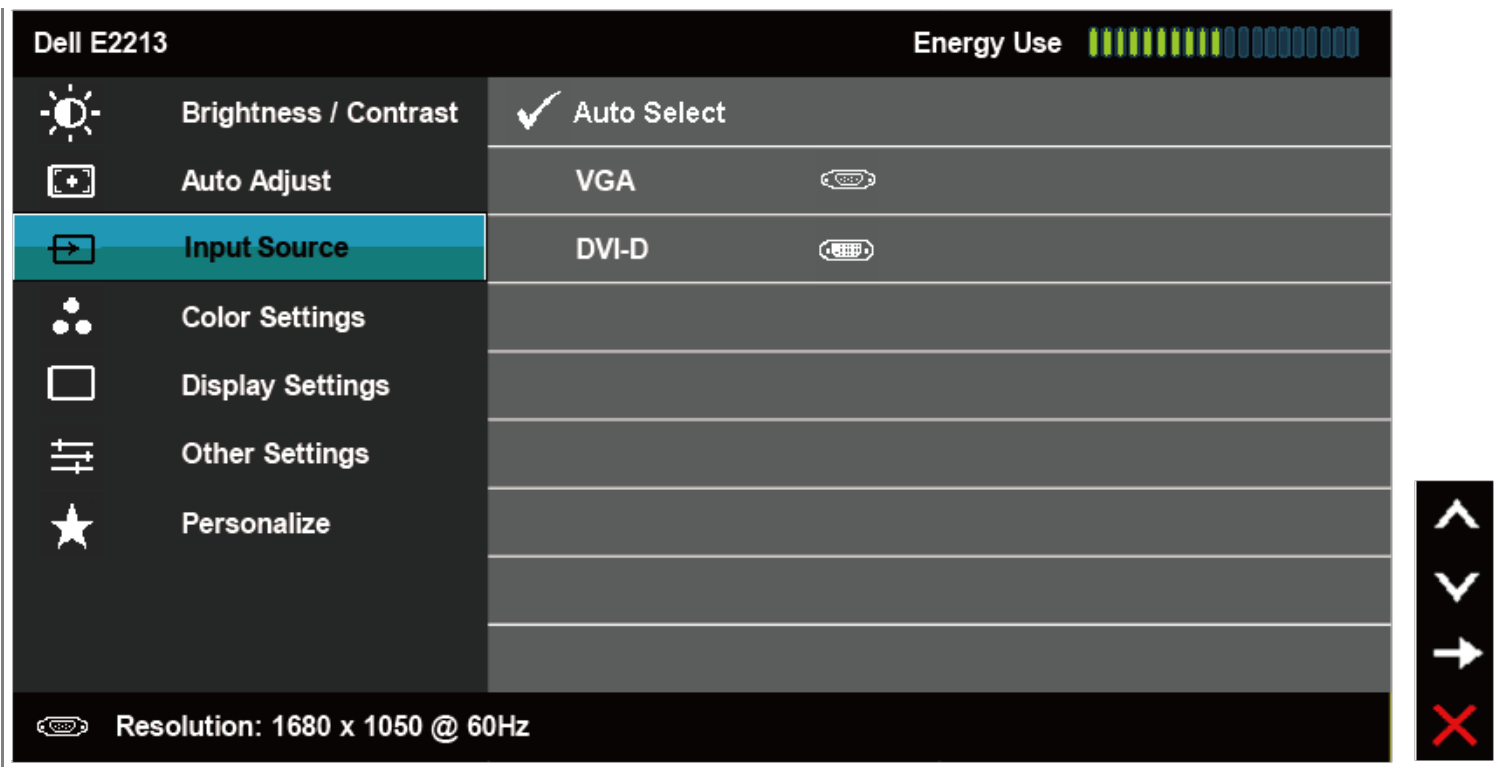 Dell E2213 Energy Use
Brightness / Contrast Auto Select
Auto Adjust VGA
Input Source DVI-D
Color Settings
Display Settings
Other Settings
Personalize
Resolution: 1680 x 1050 @ 60Hz